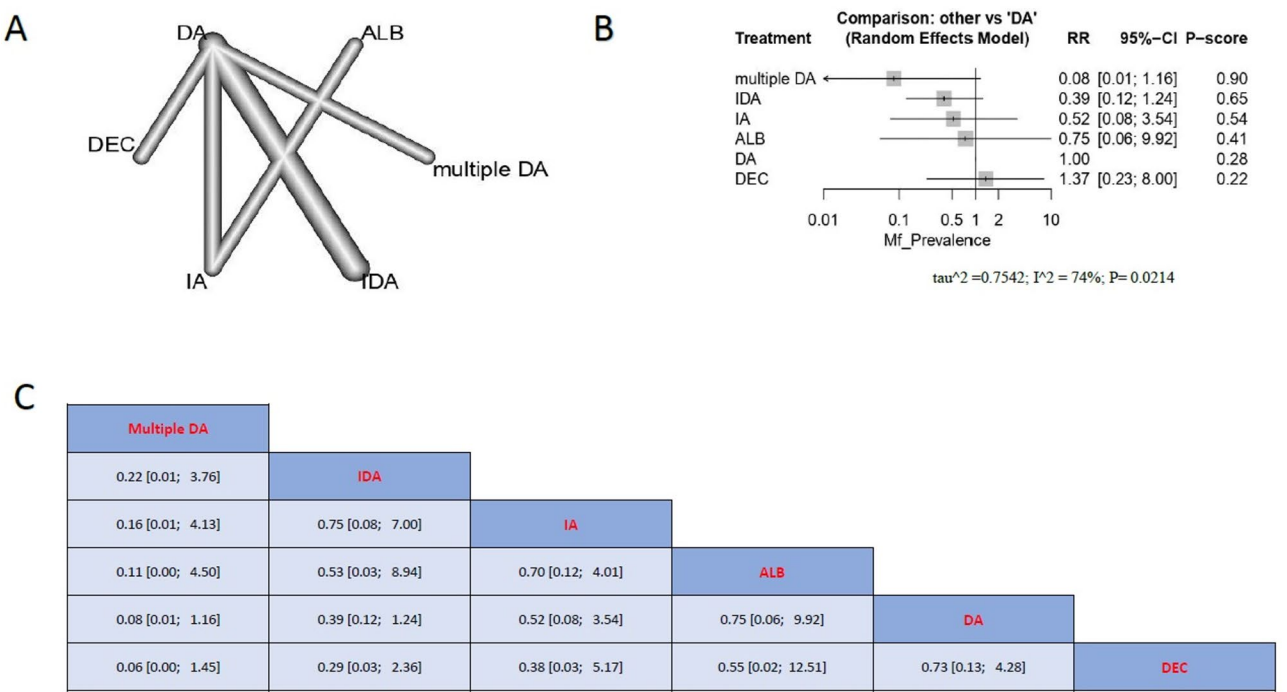 A
DA
ALB
DEC
multiple DA
IA
IDA
B
Comparison: other vs 'DA'
Treatment (Random Effects Model) RR 95%−CI P−score
multiple DA 0.08 [0.01; 1.16] 0.90
IDA 0.39 [0.12; 1.24] 0.65
IA 0.52 [0.08; 3.54] 0.54
ALB 0.75 [0.06; 9.92] 0.41
DA 1.00 0.28
DEC 1.37 [0.23; 8.00] 0.22
0.01 0.1 0.5 1 2 10
Mf_Prevalence
tau^2 =0.7542; I^2 = 74%; P= 0.0214
C
Multiple DA
0.22 [0.01; 3.76] IDA
0.16 [0.01; 4.13] 0.75 [0.08; 7.00] IA
0.11 [0.00; 4.50] 0.53 [0.03; 8.94] 0.70 [0.12; 4.01] ALB
0.08 [0.01; 1.16] 0.39 [0.12; 1.24] 0.52 [0.08; 3.54] 0.75 [0.06; 9.92] DA
0.06 [0.00; 1.45] 0.29 [0.03; 2.36] 0.38 [0.03; 5.17] 0.55 [0.02; 12.51] 0.73 [0.13; 4.28] DEC